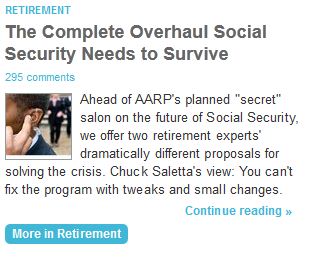 RETIREMENT
The Complete Overhaul Social
Security Needs to Survive
295 comments
Ahead of AARP's planned "secret"
salon on the future of Social Security,
we offer two retirement experts'
dramatically different proposals for
solving the crisis. Chuck Saletta's view: You can't
fix the program with tweaks and small changes.
Continue reading »
More in Retirement